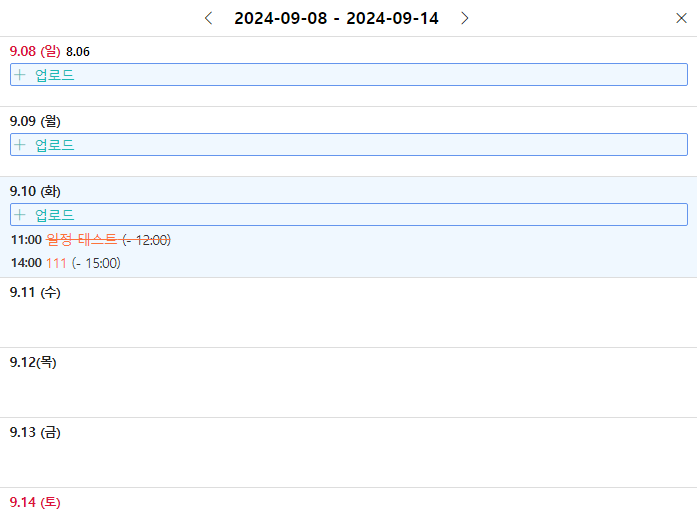 2024-09-08 - 2024-09-14
9.08 (일) 8.06
업로드
9.09 (월)
업로드
9.10 (화)
업로드
11:00 일정 테스트 (- 12:00)
14:00 111 (- 15:00)
9.11 (수)
9.12(목)
9.13 (금)
9.14 (토)